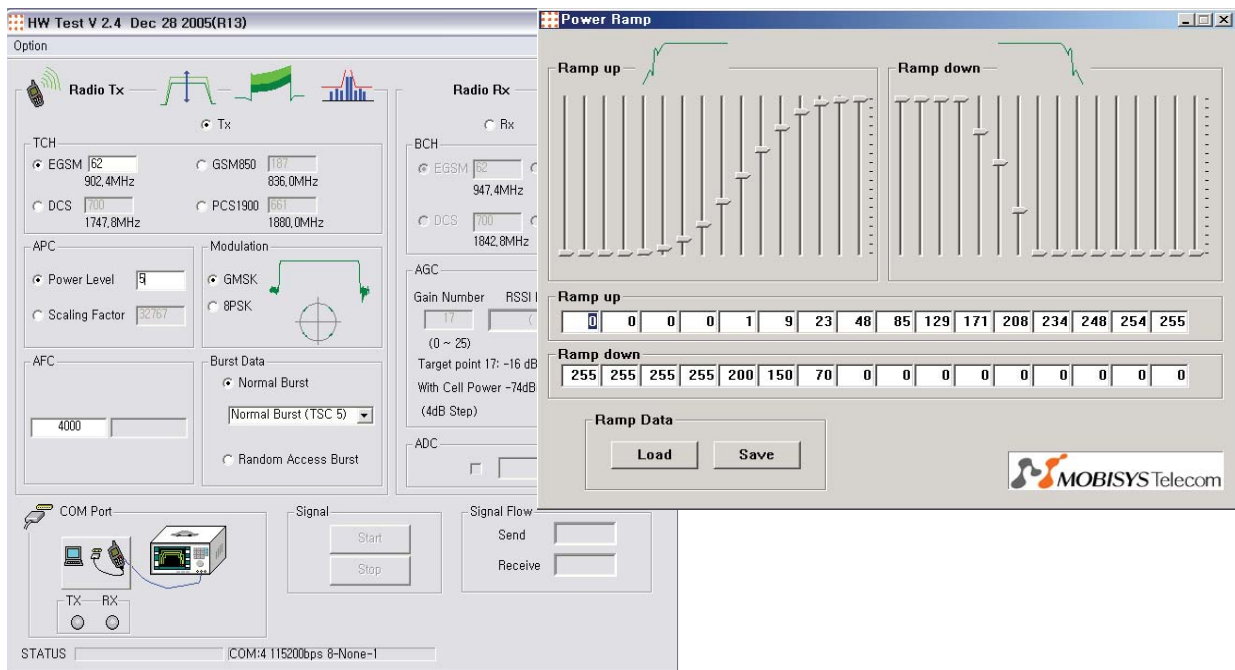 HW Test V 2.4 Dec 28 2005(R13)
Option
Radio Tx
Tx
TCH
EGSM 62
902,4MHz
GSM850 187
836,0MHz
DCS 700
1747,8MHz
PCS1900 661
1880,0MHz
APC
Power Level 5
Scaling Factor 32767
Modulation
GMSK
8PSK
AFC
4000
Burst Data
Normal Burst
Normal Burst (TSC 5)
Random Access Burst
Radio Rx
Rx
BCH
EGSM 62
947,4MHz
DCS 700
1842,8MHz
AGC
Gain Number RSSI
17 (
(0 ~ 25)
Target point 17: -16 dB
With Cell Power -74dB
(4dB Step)
ADC
COM Port
TX RX
Signal
Start
Stop
Signal Flow
Send
Receive
STATUS
COM:4 115200bps 8-None-1
Power Ramp
Ramp up
Ramp down
Ramp up
0 0 0 0 1 9 23 48 85 129 171 208 234 248 254 255
Ramp down
255 255 255 255 200 150 70 0 0 0 0 0 0 0 0 0
Ramp Data
Load Save
MOBISYS Telecom